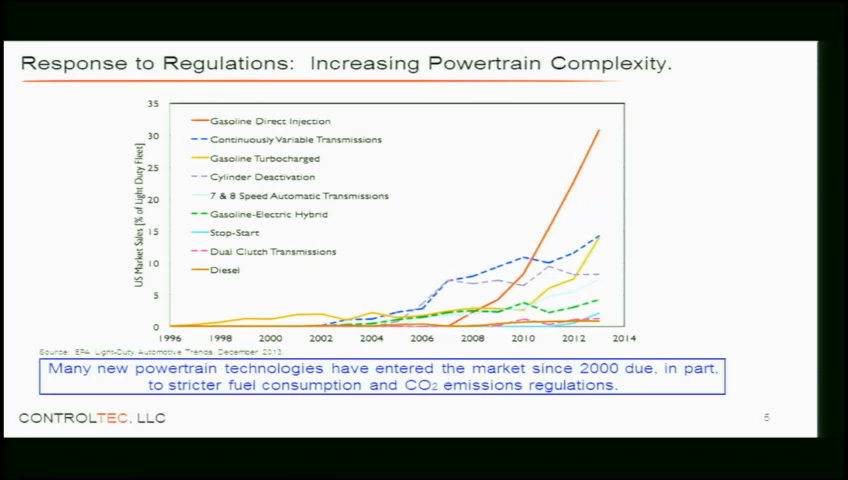 Response to Regulations: Increasing Powertrain Complexity.
35
30
25
20
15
10
5
0
US Market Sales [% of Light Duty Fleet]
Gasoline Direct Injection
Continuously Variable Transmissions
Gasoline Turbocharged
Cylinder Deactivation
7 & 8 Speed Automatic Transmissions
Gasoline-Electric Hybrid
Stop-Start
Dual Clutch Transmissions
Diesel
1996 1998 2000 2002 2004 2006 2008 2010 2012 2014
Source: EPA Light-Duty Automotive Trends, December 2013.
Many new powertrain technologies have entered the market since 2000 due, in part,
to stricter fuel consumption and CO2 emissions regulations.
CONTROLTEC, LLC